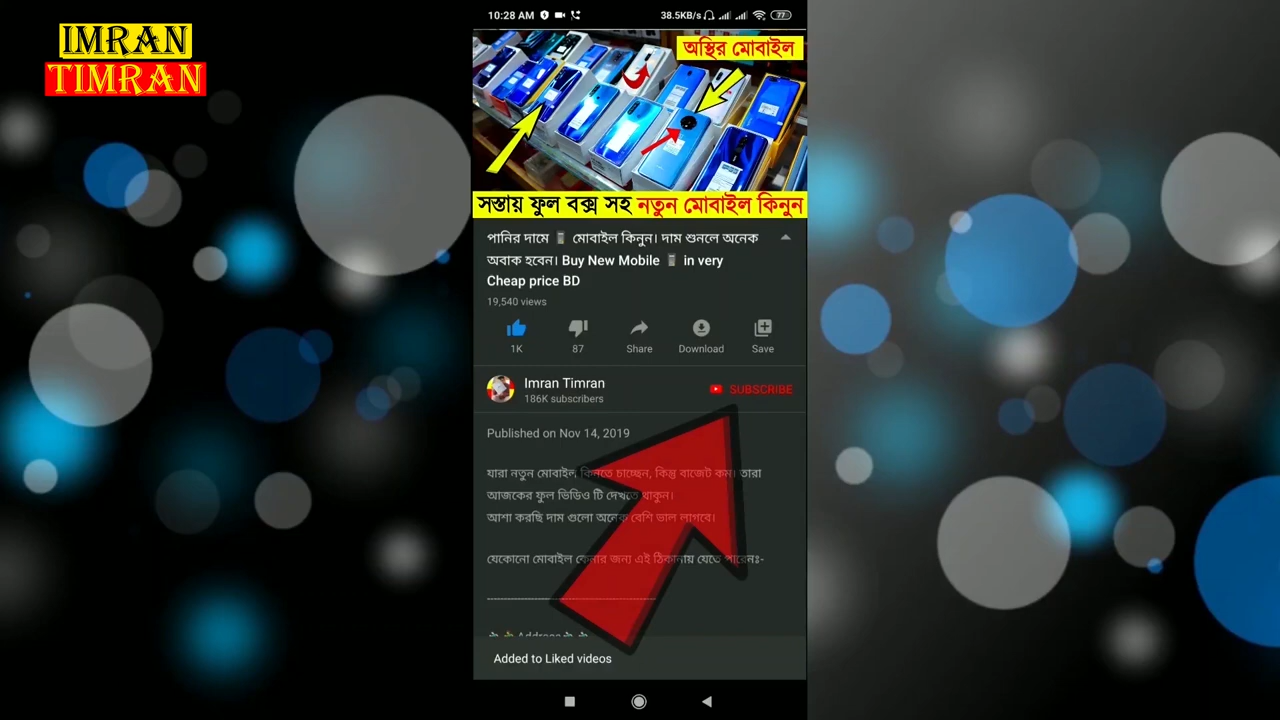 IMRAN
TIMRAN
10:28 AM
38.5KB/s
77
অস্থির মোবাইল
সস্তায় ফুল বক্স সহ নতুন মোবাইল কিনুন
পানির দামে 📱 মোবাইল কিনুন। দাম শুনলে অনেক
অবাক হবেন। Buy New Mobile 📱 in very
Cheap price BD
19,540 views
1K
87
Share
Download
Save
Imran Timran
SUBSCRIBE
186K subscribers
Published on Nov 14, 2019
যারা নতুন মোবাইল কিনতে চাচ্ছেন, কিন্তু বাজেট কম। তারা
আজকের ফুল ভিডিও টি দেখতে থাকুন।
আশা করছি দাম গুলো অনেক বেশি ভাল লাগবে।
যেকোনো মোবাইল কেনার জন্য এই ঠিকানায় যেতে পারেনঃ-
Address
Added to Liked videos